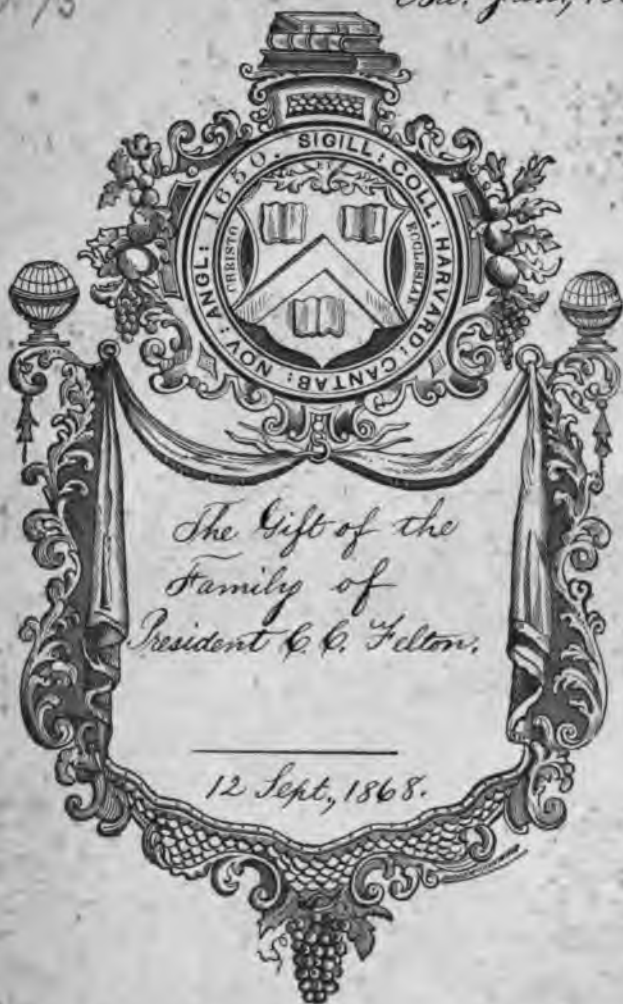 SIGILL: COLL: HARVARD: CANTAB: NOV: ANGL: 1650.
CHRISTO
ET
ECCLESIAE
The Gift of the
Family of
President C. C. Felton.
12 Sept., 1868.